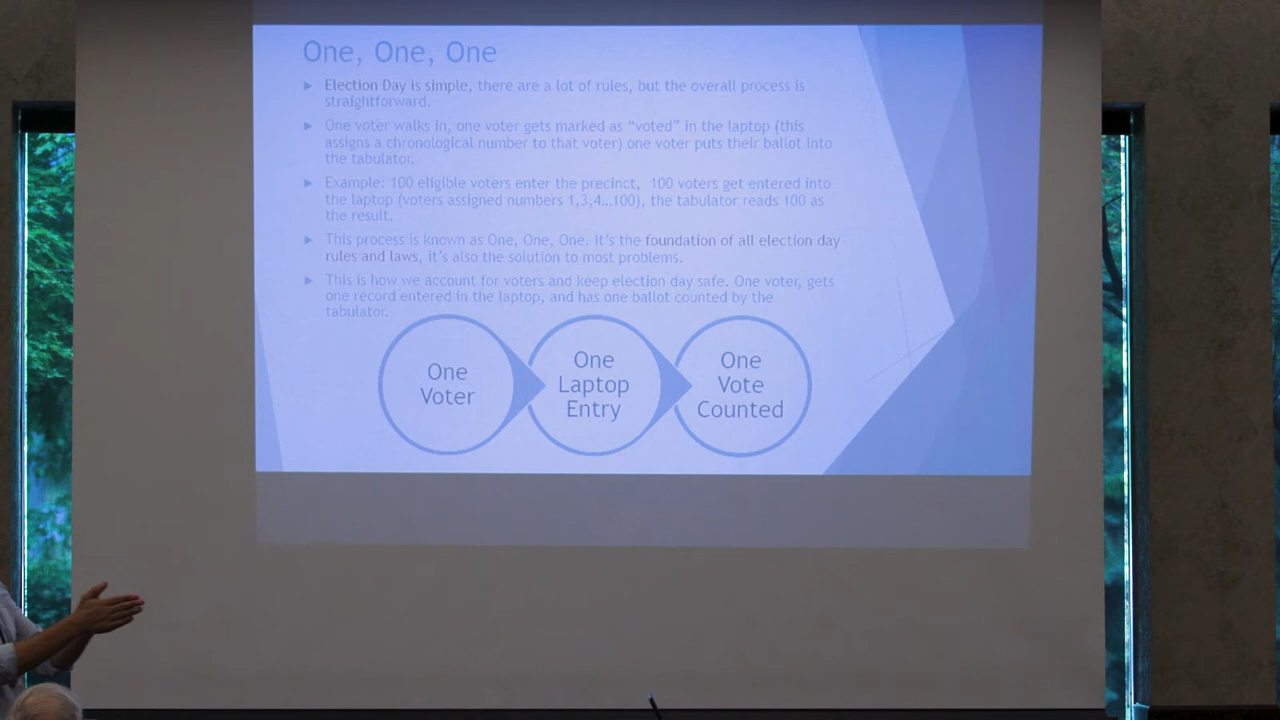 One, One, One
Election Day is simple, there are a lot of rules, but the overall process is
straightforward.
One voter walks in, one voter gets marked as “voted” in the laptop (this
assigns a chronological number to that voter) one voter puts their ballot into
the tabulator.
Example: 100 eligible voters enter the precinct, 100 voters get entered into
the laptop (voters assigned numbers 1,3,4…100), the tabulator reads 100 as
the result.
This process is known as One, One, One. It’s the foundation of all election day
rules and laws, it’s also the solution to most problems.
This is how we account for voters and keep election day safe. One voter, gets
one record entered in the laptop, and has one ballot counted by the
tabulator.
One
Voter
One
Laptop
Entry
One
Vote
Counted